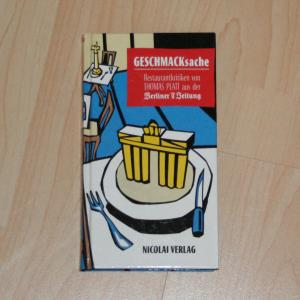 GESCHMACKsache
Restaurantkritiken von
THOMAS PLATT aus der
Berliner Zeitung
NICOLAI VERLAG